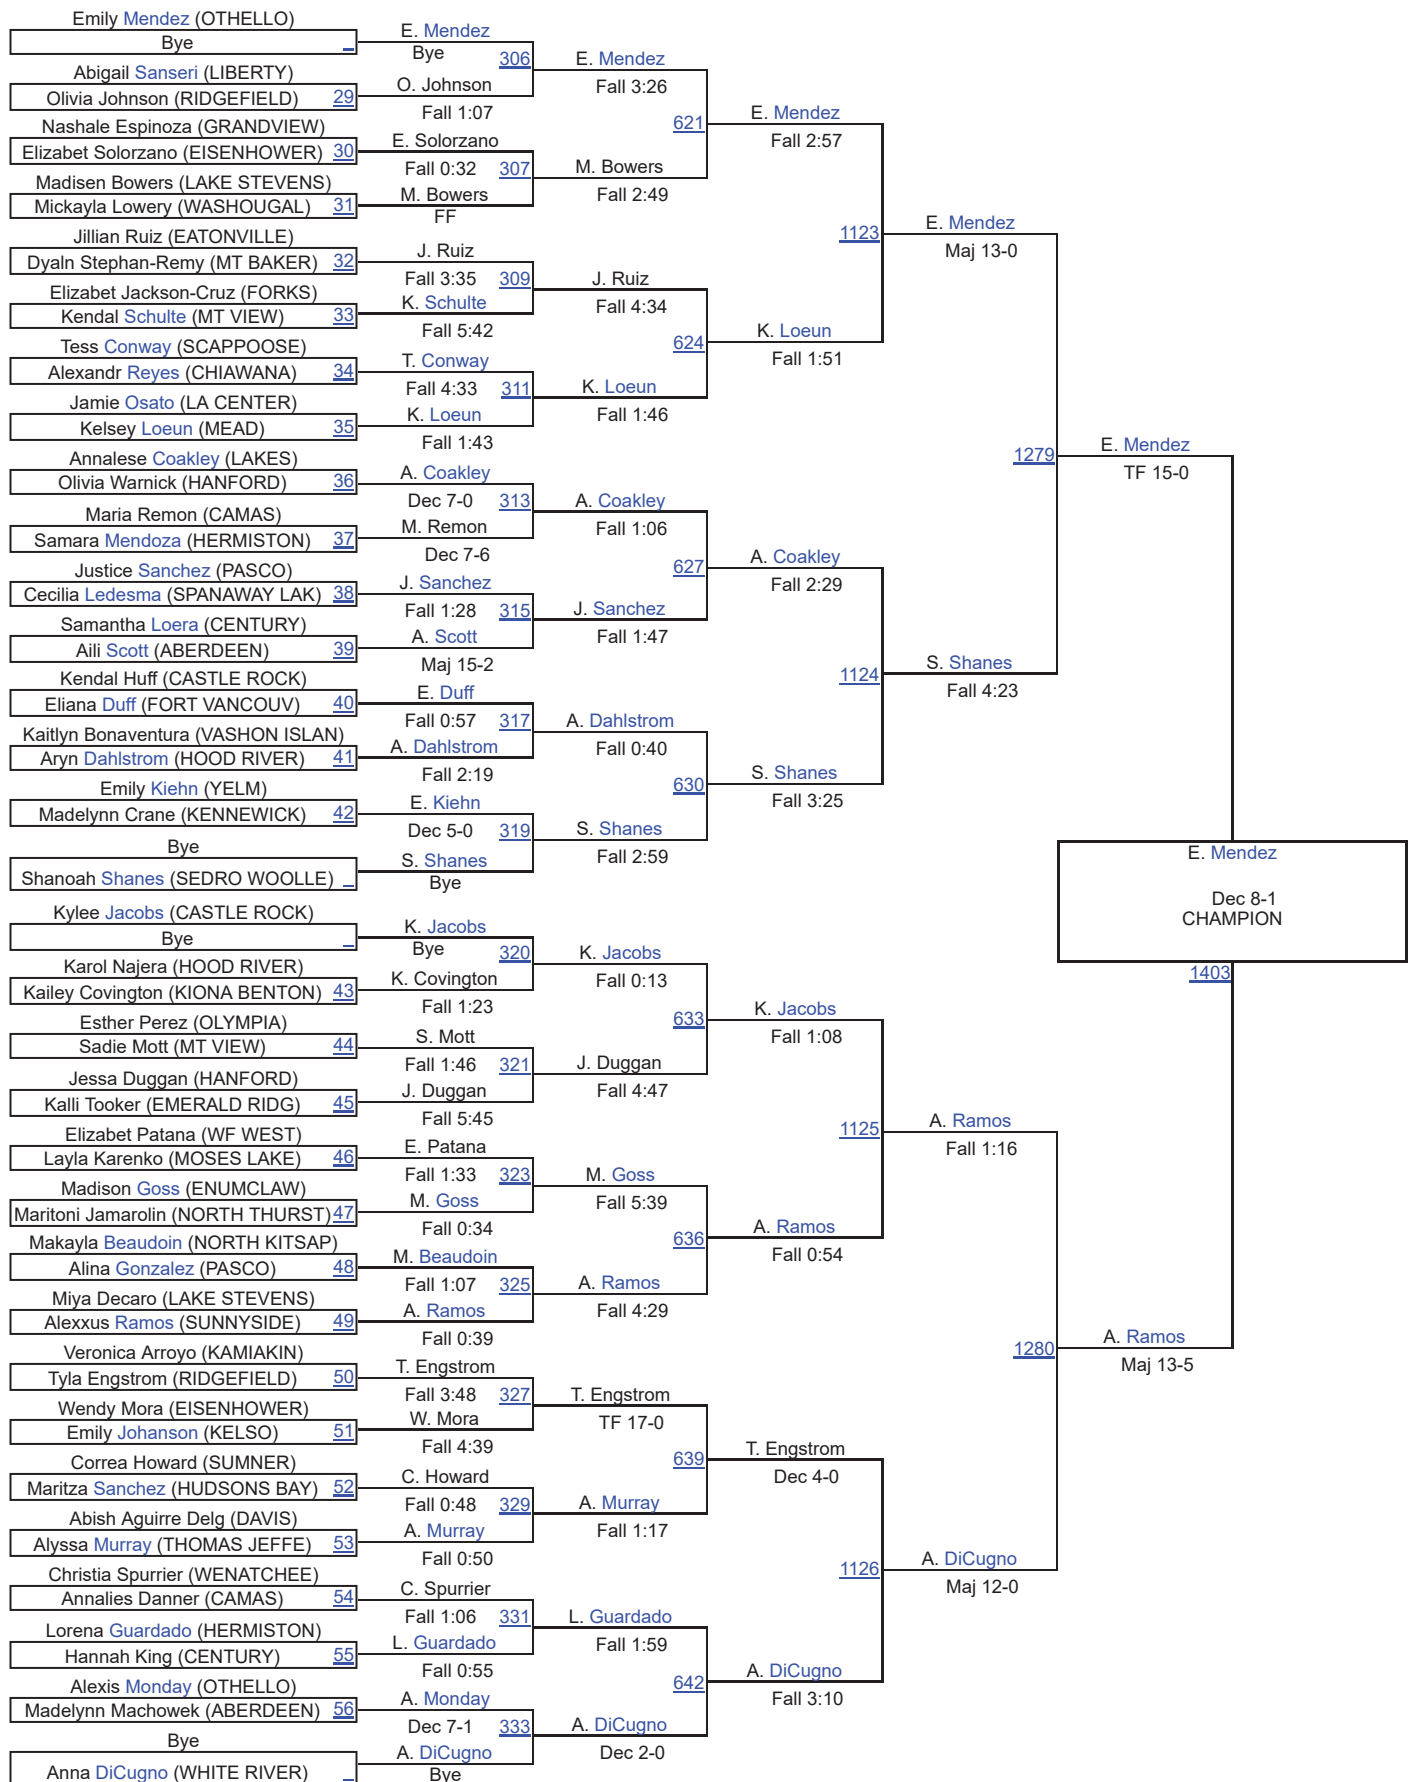 Emily Mendez (OTHELLO)
Bye
Abigail Sanseri (LIBERTY)
Olivia Johnson (RIDGEFIELD) 29
Nashale Espinoza (GRANDVIEW)
Elizabet Solorzano (EISENHOWER) 30
Madisen Bowers (LAKE STEVENS)
Mickayla Lowery (WASHOUGAL) 31
Jillian Ruiz (EATONVILLE)
Dyaln Stephan-Remy (MT BAKER) 32
Elizabet Jackson-Cruz (FORKS)
Kendal Schulte (MT VIEW) 33
Tess Conway (SCAPPOOSE)
Alexandr Reyes (CHIAWANA) 34
Jamie Osato (LA CENTER)
Kelsey Loeun (MEAD) 35
Annalese Coakley (LAKES)
Olivia Warnick (HANFORD) 36
Maria Remon (CAMAS)
Samara Mendoza (HERMISTON) 37
Justice Sanchez (PASCO)
Cecilia Ledesma (SPANAWAY LAK) 38
Samantha Loera (CENTURY)
Aili Scott (ABERDEEN) 39
Kendal Huff (CASTLE ROCK)
Eliana Duff (FORT VANCOUV) 40
Kaitlyn Bonaventura (VASHON ISLAN)
Aryn Dahlstrom (HOOD RIVER) 41
Emily Kiehn (YELM)
Madelynn Crane (KENNEWICK) 42
Bye
Shanoah Shanes (SEDRO WOOLLE)
Kylee Jacobs (CASTLE ROCK)
Bye
Karol Najera (HOOD RIVER)
Kailey Covington (KIONA BENTON) 43
Esther Perez (OLYMPIA)
Sadie Mott (MT VIEW) 44
Jessa Duggan (HANFORD)
Kalli Tooker (EMERALD RIDG) 45
Elizabet Patana (WF WEST)
Layla Karenko (MOSES LAKE) 46
Madison Goss (ENUMCLAW)
Maritoni Jamarolin (NORTH THURST) 47
Makayla Beaudoin (NORTH KITSAP)
Alina Gonzalez (PASCO) 48
Miya Decaro (LAKE STEVENS)
Alexxus Ramos (SUNNYSIDE) 49
Veronica Arroyo (KAMIAKIN)
Tyla Engstrom (RIDGEFIELD) 50
Wendy Mora (EISENHOWER)
Emily Johanson (KELSO) 51
Correa Howard (SUMNER)
Maritza Sanchez (HUDSONS BAY) 52
Abish Aguirre Delg (DAVIS)
Alyssa Murray (THOMAS JEFFE) 53
Christia Spurrier (WENATCHEE)
Annalies Danner (CAMAS) 54
Lorena Guardado (HERMISTON)
Hannah King (CENTURY) 55
Alexis Monday (OTHELLO)
Madelynn Machowek (ABERDEEN) 56
Bye
Anna DiCugno (WHITE RIVER)
E. Mendez
Bye 306
O. Johnson
Fall 1:07
E. Solorzano
Fall 0:32 307
M. Bowers
FF
J. Ruiz
Fall 3:35 309
K. Schulte
Fall 5:42
T. Conway
Fall 4:33 311
K. Loeun
Fall 1:43
A. Coakley
Dec 7-0 313
M. Remon
Dec 7-6
J. Sanchez
Fall 1:28 315
A. Scott
Maj 15-2
E. Duff
Fall 0:57 317
A. Dahlstrom
Fall 2:19
E. Kiehn
Dec 5-0 319
S. Shanes
Bye
K. Jacobs
Bye 320
K. Covington
Fall 1:23
S. Mott
Fall 1:46 321
J. Duggan
Fall 5:45
E. Patana
Fall 1:33 323
M. Goss
Fall 0:34
M. Beaudoin
Fall 1:07 325
A. Ramos
Fall 0:39
T. Engstrom
Fall 3:48 327
W. Mora
Fall 4:39
C. Howard
Fall 0:48 329
A. Murray
Fall 0:50
C. Spurrier
Fall 1:06 331
L. Guardado
Fall 0:55
A. Monday
Dec 7-1 333
A. DiCugno
Bye
E. Mendez
Fall 3:26
621
M. Bowers
Fall 2:49
J. Ruiz
Fall 4:34
624
K. Loeun
Fall 1:46
A. Coakley
Fall 1:06
627
J. Sanchez
Fall 1:47
A. Dahlstrom
Fall 0:40
630
S. Shanes
Fall 2:59
K. Jacobs
Fall 0:13
633
J. Duggan
Fall 4:47
M. Goss
Fall 5:39
636
A. Ramos
Fall 4:29
T. Engstrom
TF 17-0
639
A. Murray
Fall 1:17
L. Guardado
Fall 1:59
642
A. DiCugno
Dec 2-0
E. Mendez
Fall 2:57
1123
K. Loeun
Fall 1:51
A. Coakley
Fall 2:29
1124
S. Shanes
Fall 3:25
K. Jacobs
Fall 1:08
1125
A. Ramos
Fall 0:54
T. Engstrom
Dec 4-0
1126
A. DiCugno
Fall 3:10
E. Mendez
Maj 13-0
1279
S. Shanes
Fall 4:23
A. Ramos
Fall 1:16
1280
A. DiCugno
Maj 12-0
E. Mendez
TF 15-0
A. Ramos
Maj 13-5
E. Mendez
Dec 8-1
CHAMPION
1403